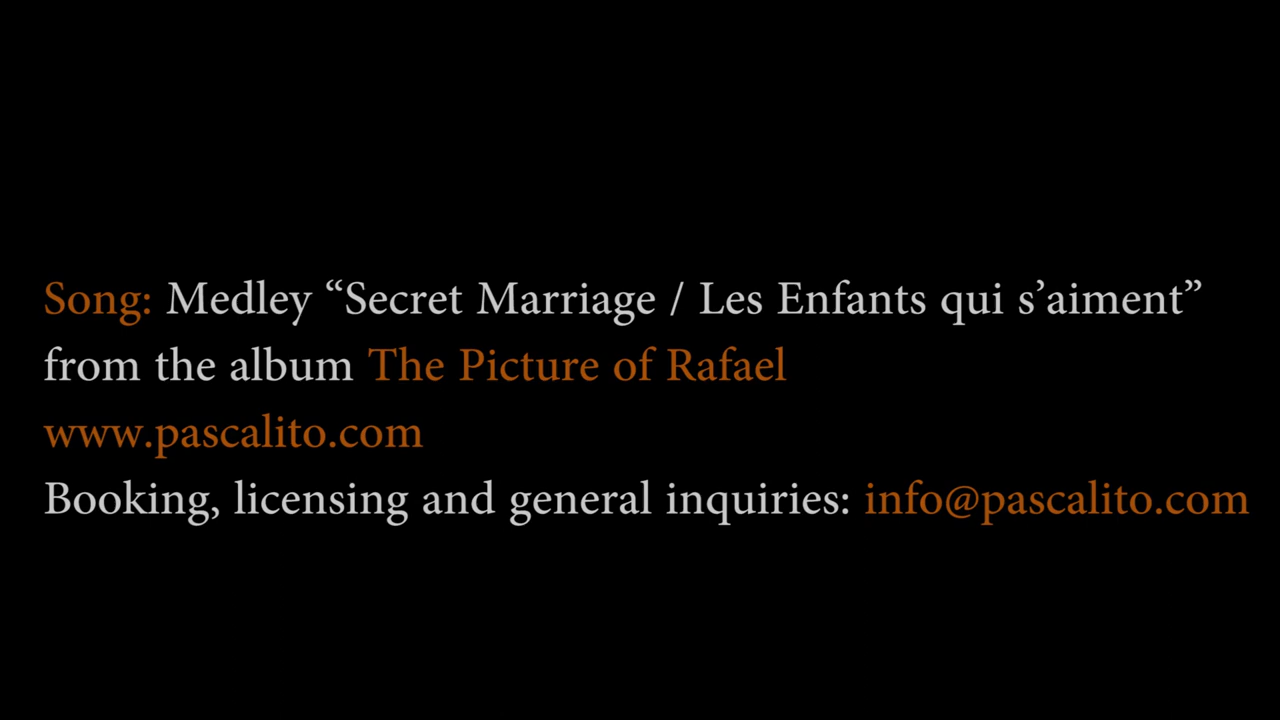 Song: Medley “Secret Marriage / Les Enfants qui s’aiment”
from the album The Picture of Rafael
www.pascalito.com
Booking, licensing and general inquiries: info@pascalito.com